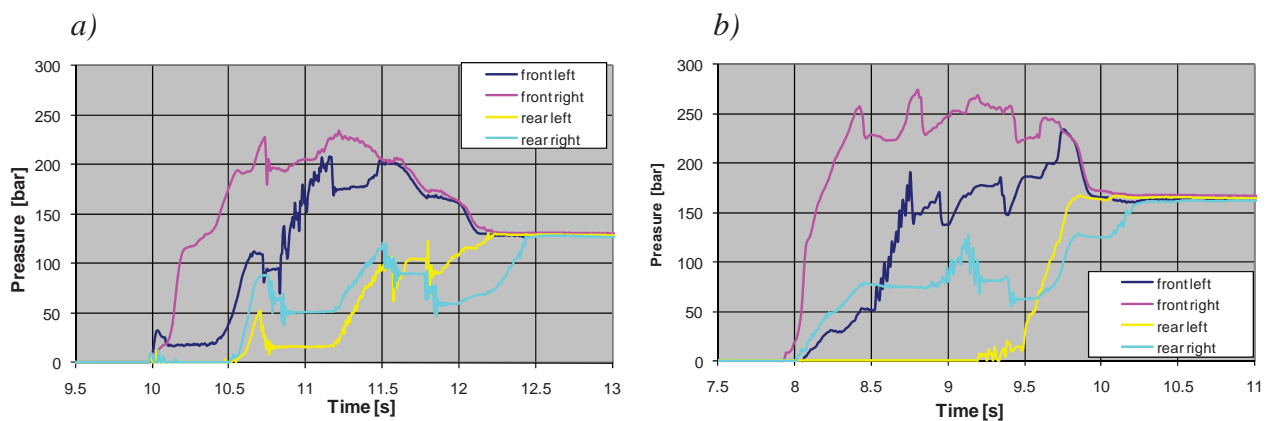 a)
300
250
200
150
100
50
0
Preasure [bar]
9.5 10 10.5 11 11.5 12 12.5 13
Time [s]
front left
front right
rear left
rear right
b)
300
250
200
150
100
50
0
Preasure [bar]
7.5 8 8.5 9 9.5 10 10.5 11
Time [s]
front left
front right
rear left
rear right